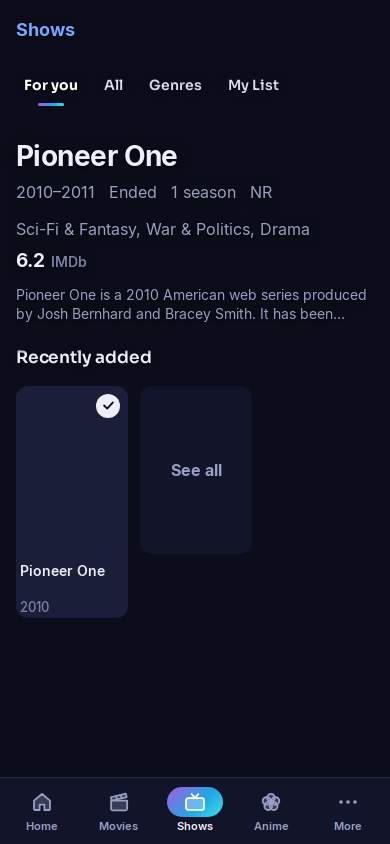 Shows
For you All Genres My List
Pioneer One
2010–2011 Ended 1 season NR
Sci-Fi & Fantasy, War & Politics, Drama
6.2 IMDb
Pioneer One is a 2010 American web series produced
by Josh Bernhard and Bracey Smith. It has been...
Recently added
See all
Pioneer One
2010
Home Movies Shows Anime More